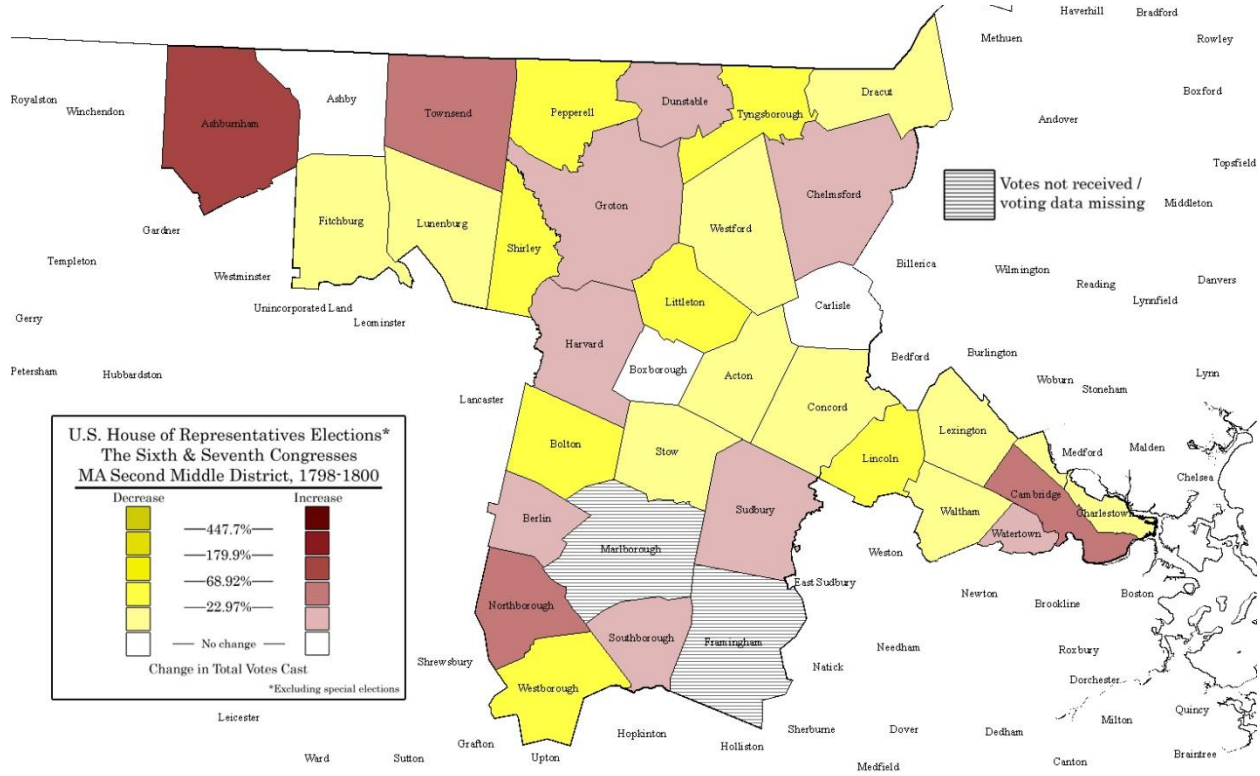 Haverhill
Bradford
Methuen
Rowley
Royalston
Winchendon
Ashby
Townsend
Pepperell
Dunstable
Tyngsborough
Dracut
Boxford
Ashburnham
Andover
Topsfield
Votes not received /
voting data missing
Middleton
Chelmsford
Groton
Fitchburg
Lunenburg
Westford
Gardner
Shirley
Templeton
Westminster
Billerica
Wilmington
Reading
Danvers
Lynnfield
Unincorporated Land
Leominster
Littleton
Carlisle
Gerry
Harvard
Boxborough
Acton
Bedford
Burlington
Petersham
Hubbardston
Woburn
Stoneham
Lynn
Lancaster
Concord
Lexington
U.S. House of Representatives Elections*
The Sixth & Seventh Congresses
MA Second Middle District, 1798-1800
Decrease
Increase
447.7%
179.9%
68.92%
22.97%
No change
Change in Total Votes Cast
*Excluding special elections
Bolton
Stow
Lincoln
Medford
Malden
Chelsea
Berlin
Sudbury
Cambridge
Waltham
Charlestown
Watertown
Marlborough
Weston
East Sudbury
Newton
Brookline
Boston
Northborough
Southborough
Framingham
Natick
Needham
Roxbury
Shrewsbury
Dorchester
Westborough
Quincy
Leicester
Hopkinton
Sherburne
Dover
Dedham
Milton
Grafton
Holliston
Ward
Sutton
Upton
Medfield
Canton
Braintree